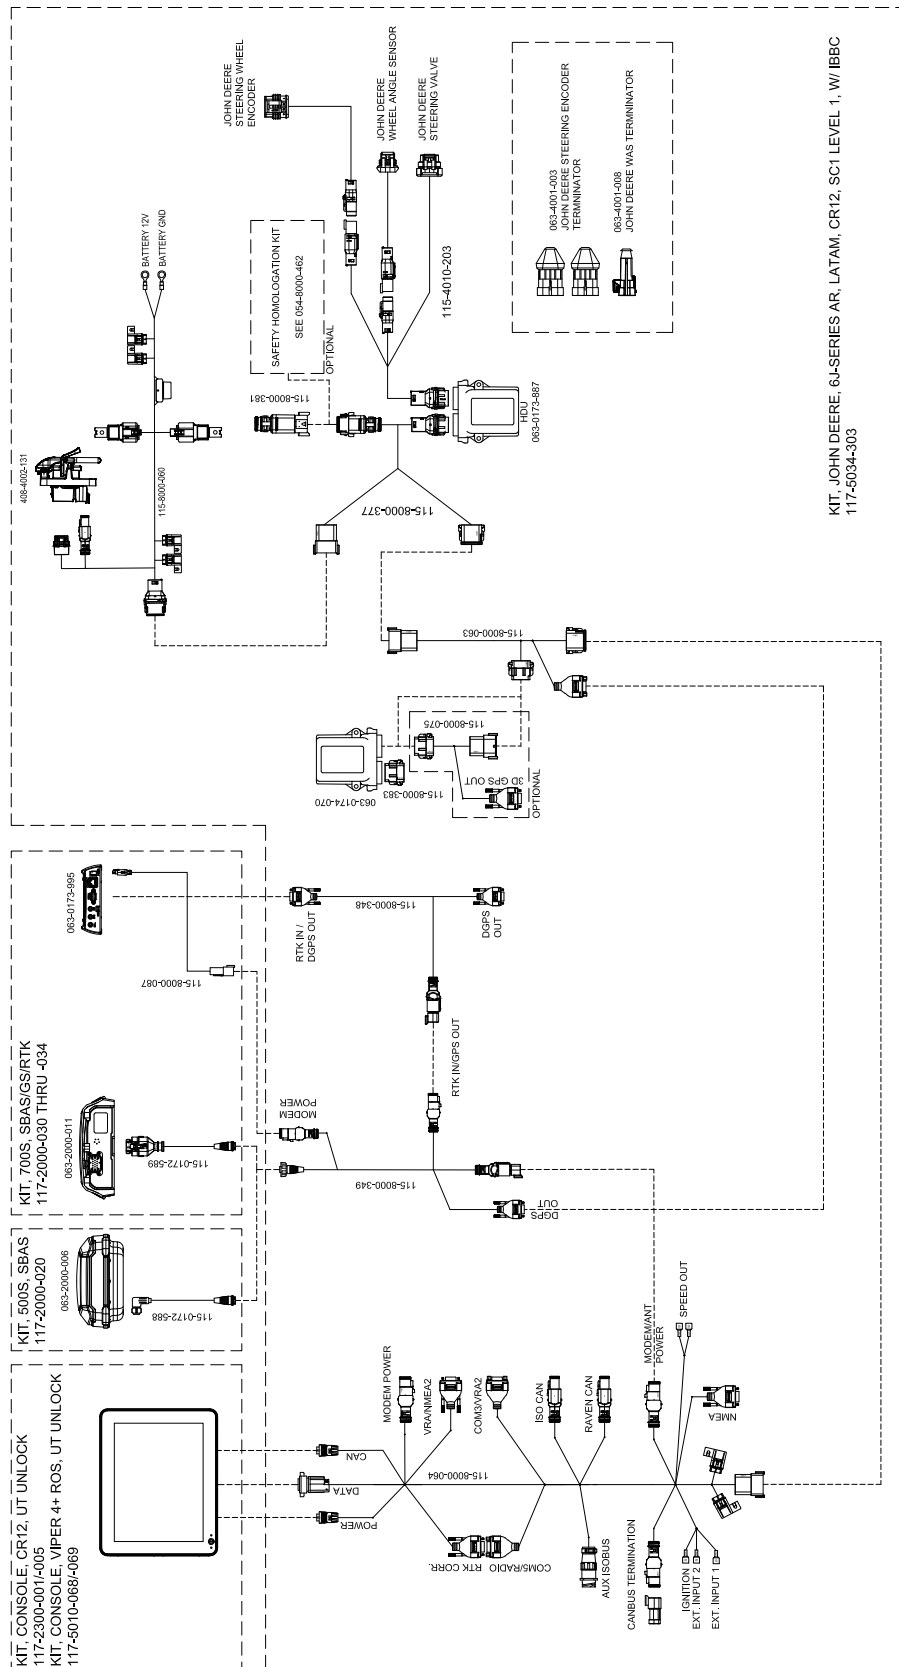 KIT, CONSOLE, CR12, UT UNLOCK
117-2300-001/-005
KIT, CONSOLE, VIPER 4+ ROS, UT UNLOCK
117-5010-068/-069
KIT, 500S, SBAS
117-2000-020
063-2000-006
115-0172-588
KIT, 700S, SBAS/GS/RTK
117-2000-030 THRU -034
063-2000-011
115-0172-589
063-0173-995
115-8000-087
POWER
DATA
CAN
MODEM POWER
VRA/NMEA2
COM3/VRA2
ISO CAN
RAVEN CAN
MODEM/ANT
POWER
SPEED OUT
NMEA
115-8000-064
RTK CORR.
COM5/RADIO
AUX ISOBUS
CANBUS TERMINATION
IGNITION
EXT. INPUT 2
EXT. INPUT 1
MODEM
POWER
115-8000-349
DGPS
OUT
RTK IN/GPS OUT
RTK IN /
DGPS OUT
115-8000-348
DGPS
OUT
063-0174-070
115-8000-383
115-8000-075
3D GPS OUT
OPTIONAL
115-8000-063
408-4002-131
115-8000-060
BATTERY 12V
BATTERY GND
115-8000-377
115-8000-381
SAFETY HOMOLOGATION KIT
SEE 054-8000-462
OPTIONAL
HDU
063-0173-887
115-4010-203
JOHN DEERE
STEERING WHEEL
ENCODER
JOHN DEERE
WHEEL ANGLE SENSOR
JOHN DEERE
STEERING VALVE
063-4001-003
JOHN DEERE STEERING ENCODER
TERMNINATOR
063-4001-008
JOHN DEERE WAS TERMNINATOR
KIT, JOHN DEERE, 6J-SERIES AR, LATAM, CR12, SC1 LEVEL 1, W/ IBBC
117-5034-303